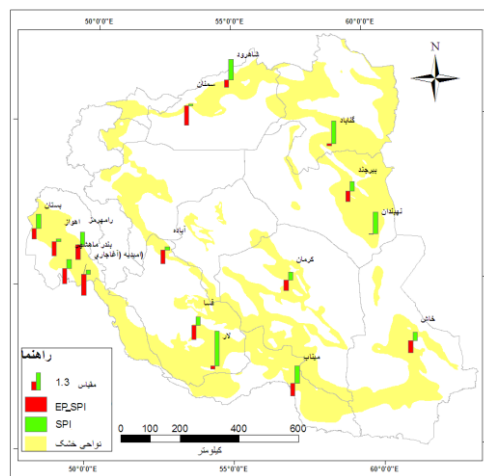 50°0'0"E 55°0'0"E 60°0'0"E
N
شاهرود
سمنان
گناباد
بیرجند
نهبندان
بستان
اهواز
رامهرمز
بندر ماهشهر
امیدیه (آغاجاري)
آباده
کرمان
فسا
لار
میناب
خاش
راهنما
مقیاس 1.3
EP_SPI
SPI
نواحی خشک
0 100 200 400 600
کیلومتر
50°0'0"E 55°0'0"E 60°0'0"E